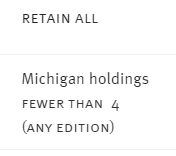 RETAIN ALL
Michigan holdings
FEWER THAN 4
(ANY EDITION)